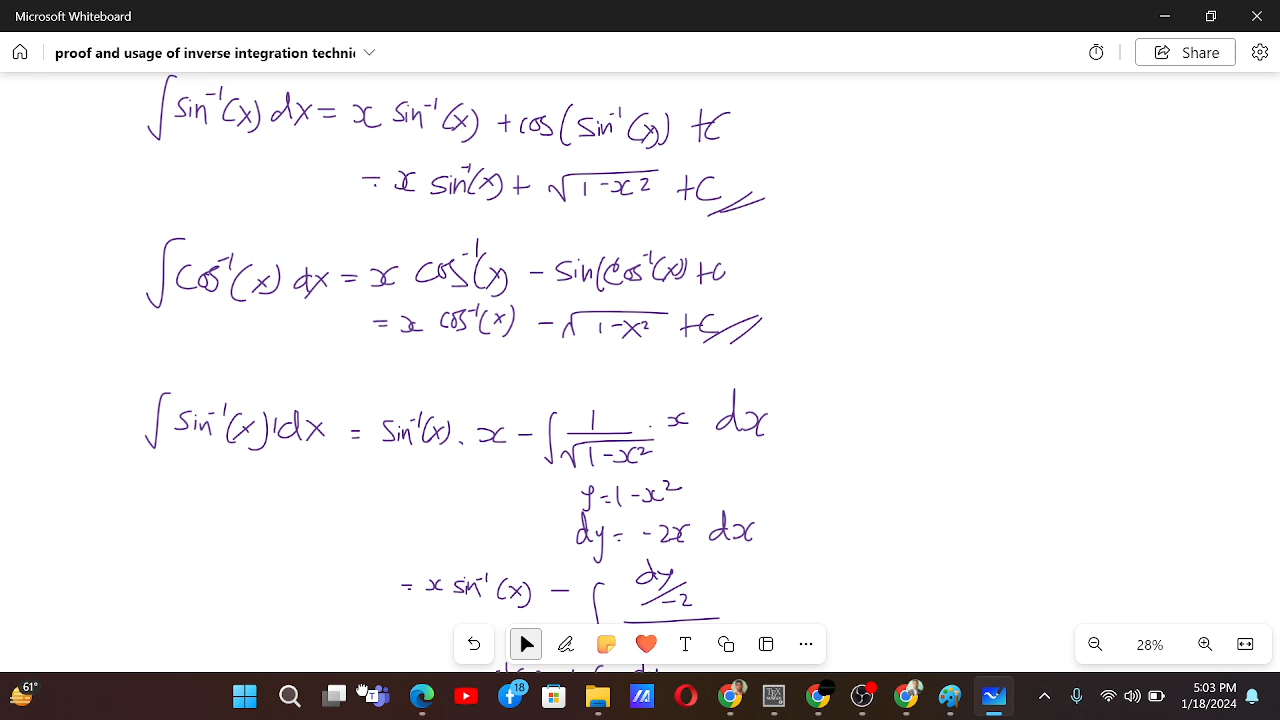 Microsoft Whiteboard
proof and usage of inverse integration technic
Share
∫sin⁻¹(x) dx = x sin⁻¹(x) + cos(sin⁻¹(x)) + C
= x sin⁻¹(x) + √(1-x²) + C
∫cos⁻¹(x) dx = x cos⁻¹(x) - sin(cos⁻¹(x)) + C
= x cos⁻¹(x) - √(1-x²) + C
∫sin⁻¹(x) 1 dx = sin⁻¹(x) . x - ∫ 1/√(1-x²) . x dx
y = 1 - x²
dy = -2x dx
= x sin⁻¹(x) - ∫ dy/-2
T
28%
61°
18
5:03 PM
1/18/2024